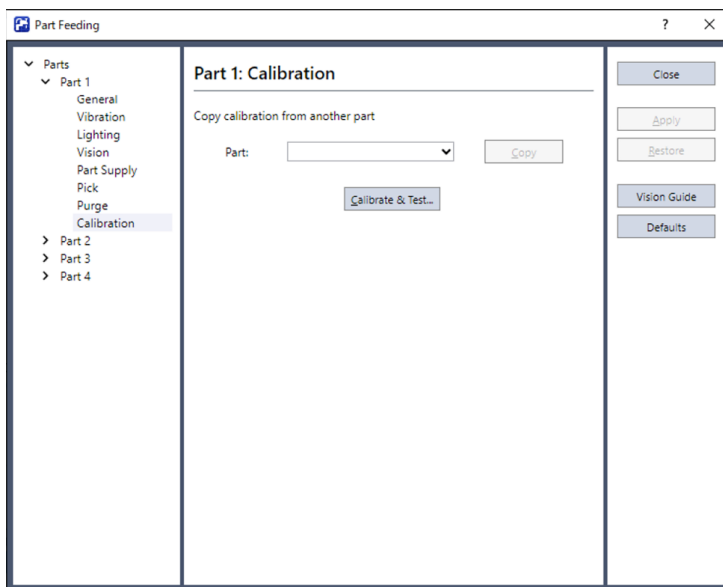 Part Feeding
? X
Parts
Part 1
General
Vibration
Lighting
Vision
Part Supply
Pick
Purge
Calibration
Part 2
Part 3
Part 4
Part 1: Calibration
Copy calibration from another part
Part:
Copy
Calibrate & Test...
Close
Apply
Restore
Vision Guide
Defaults